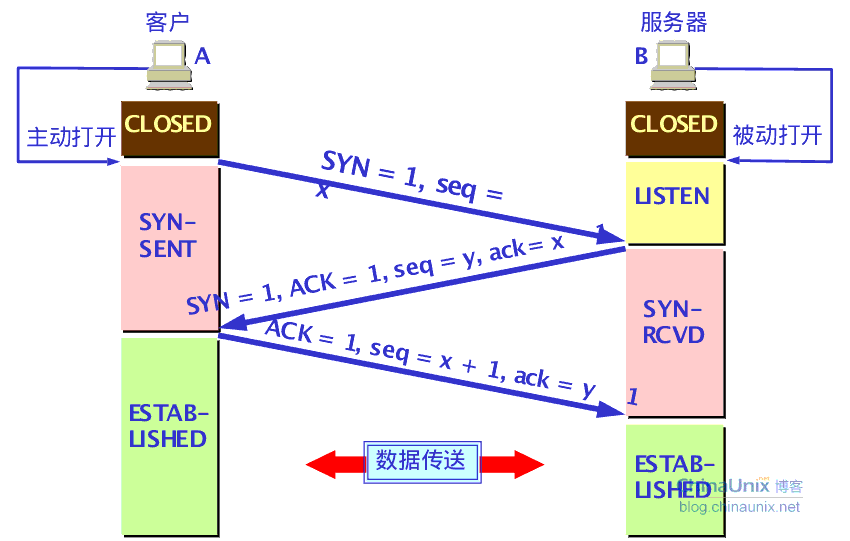 客户
服务器
A
B
CLOSED
CLOSED
主动打开
被动打开
SYN = 1, seq =
x
LISTEN
SYN-
SENT
SYN = 1, ACK = 1, seq = y, ack= x
1
SYN-
RCVD
ACK = 1, seq = x + 1, ack = y
1
ESTAB-
LISHED
数据传送
ESTAB-
LISHED
ChinaUnix.net 博客
blog.chinaunix.net